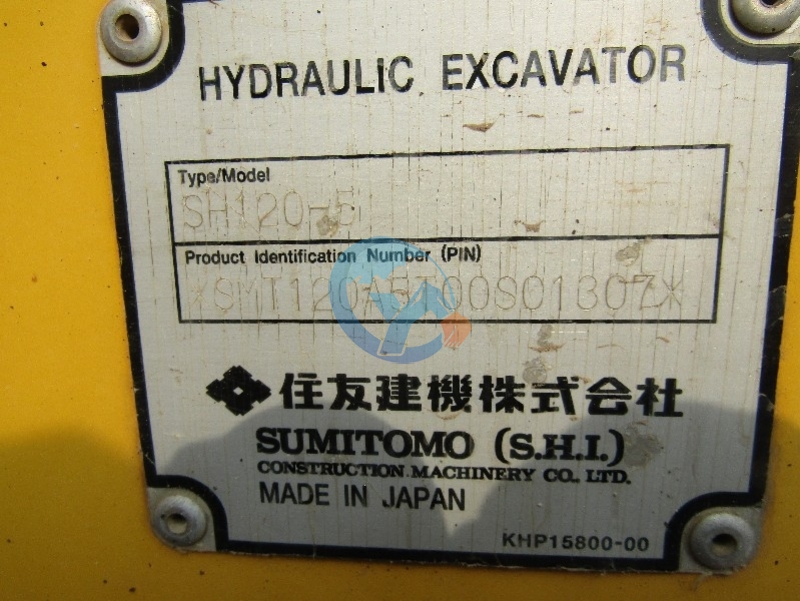 HYDRAULIC EXCAVATOR
Type/Model
SH120-5
Product Identification Number (PIN)
*SMT120A5T00S01307*
住友建機株式会社
SUMITOMO (S.H.I.)
CONSTRUCTION MACHINERY CO., LTD.
MADE IN JAPAN
KHP15800-00